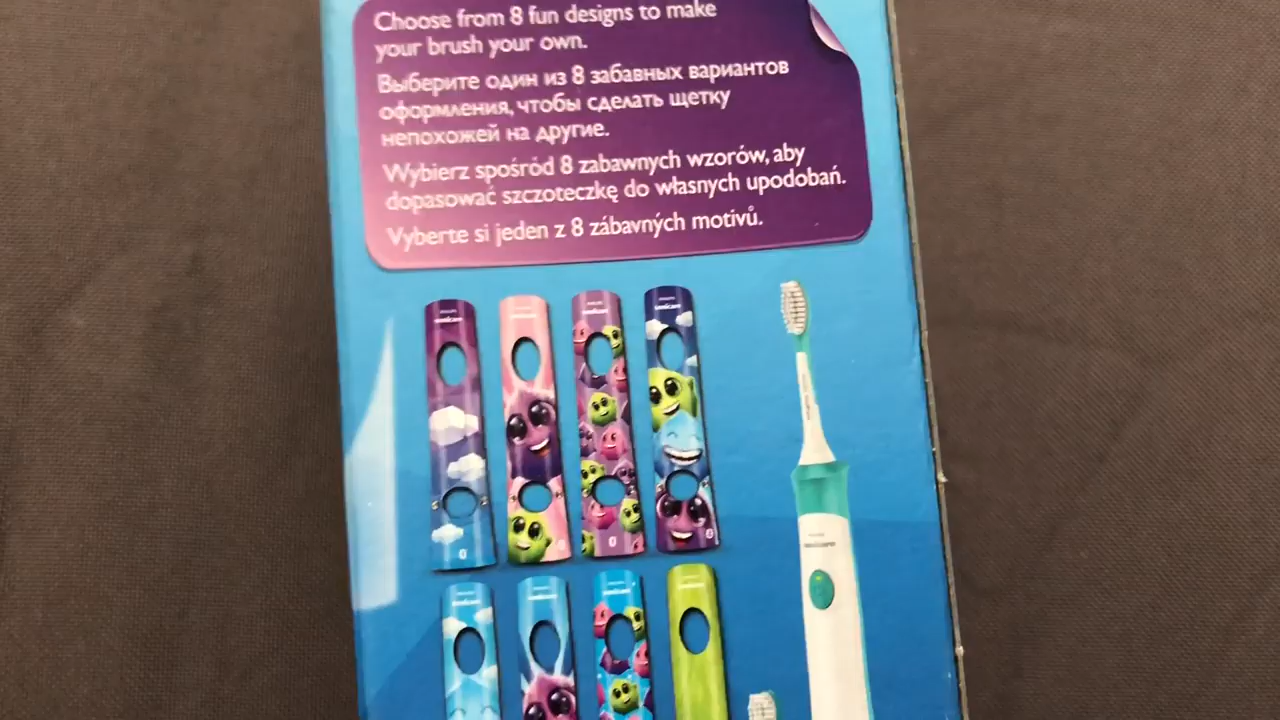 Choose from 8 fun designs to make
your brush your own.
Выберите один из 8 забавных вариантов
оформления, чтобы сделать щетку
непохожей на другие.
Wybierz spośród 8 zabawnych wzorów, aby
dopasować szczoteczkę do własnych upodobań.
Vyberte si jeden z 8 zábavných motivů.
sonicare
sonicare